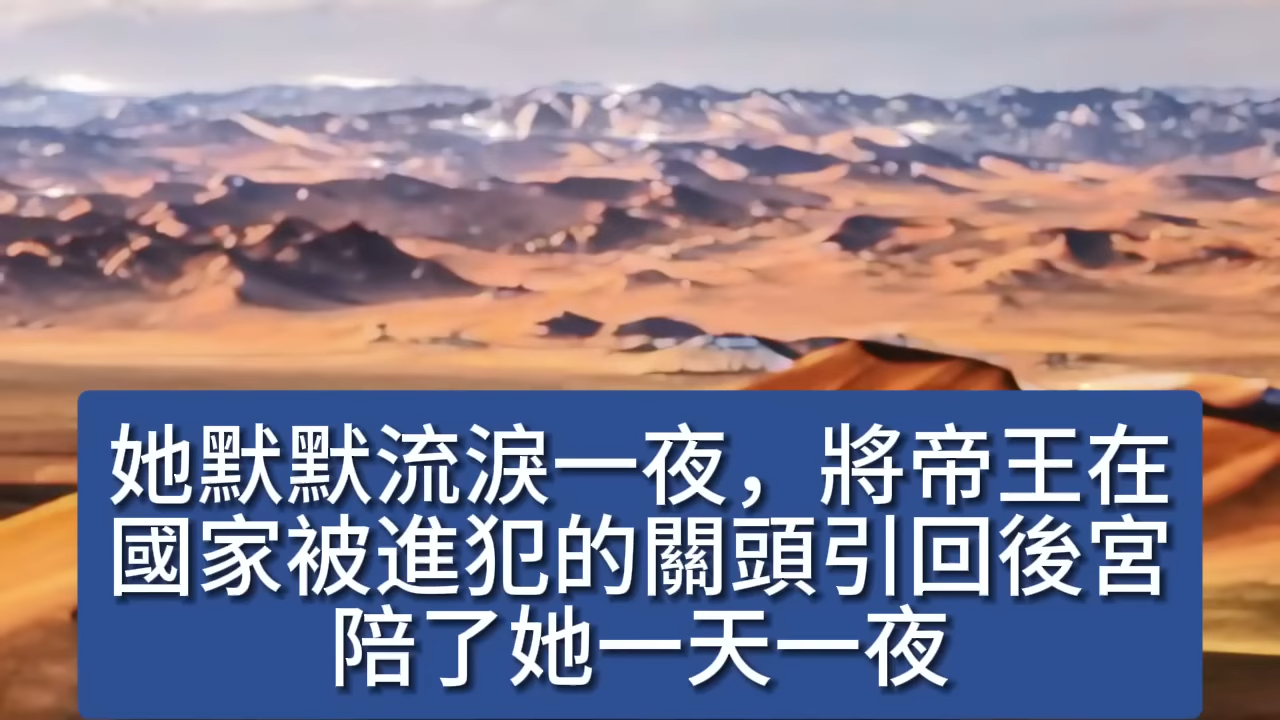 她默默流淚一夜，將帝王在
國家被進犯的關頭引回後宮
陪了她一天一夜